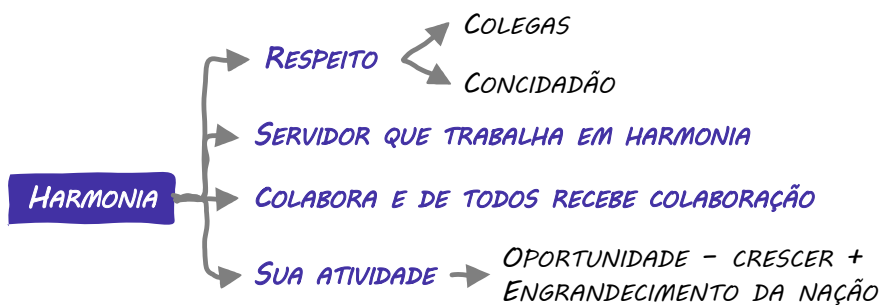 HARMONIA
RESPEITO
COLEGAS
CONCIDADÃO
SERVIDOR QUE TRABALHA EM HARMONIA
COLABORA E DE TODOS RECEBE COLABORAÇÃO
SUA ATIVIDADE
OPORTUNIDADE - CRESCER +
ENGRANDECIMENTO DA NAÇÃO